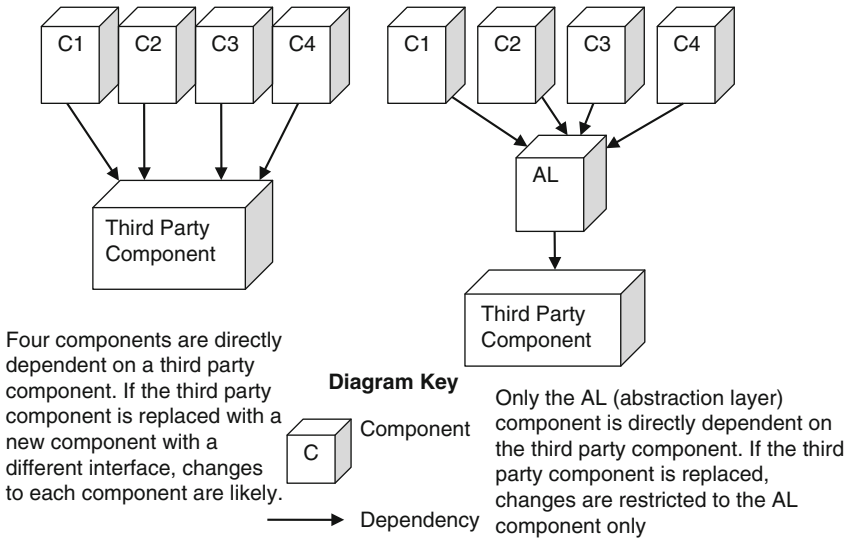 C1
C2
C3
C4
Third Party
Component
C1
C2
C3
C4
AL
Third Party
Component
Four components are directly
dependent on a third party
component. If the third party
component is replaced with a
new component with a
different interface, changes
to each component are likely.
Diagram Key
C
Component
Dependency
Only the AL (abstraction layer)
component is directly dependent on
the third party component. If the third
party component is replaced,
changes are restricted to the AL
component only